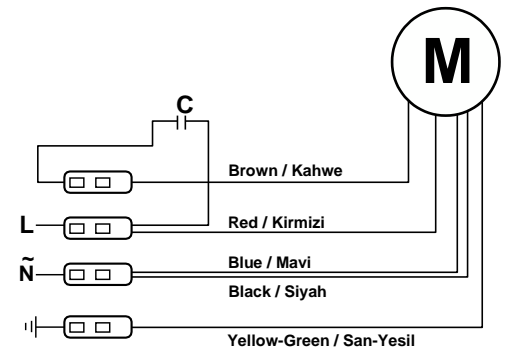 M
C
Brown / Kahwe
L
Red / Kirmizi
Ñ
Blue / Mavi
Black / Siyah
Yellow-Green / San-Yesil